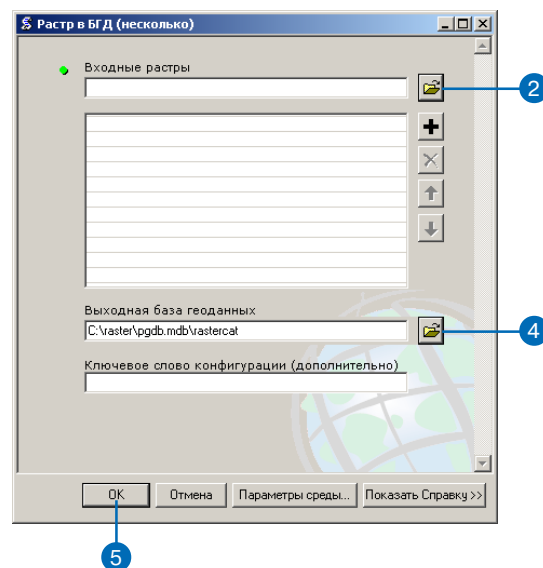 Растр в БГД (несколько)
Входные растры
2
Выходная база геоданных
C:\raster\pgdb.mdb\rastercat
4
Ключевое слово конфигурации (дополнительно)
OK
Отмена
Параметры среды...
Показать Справку >>
5